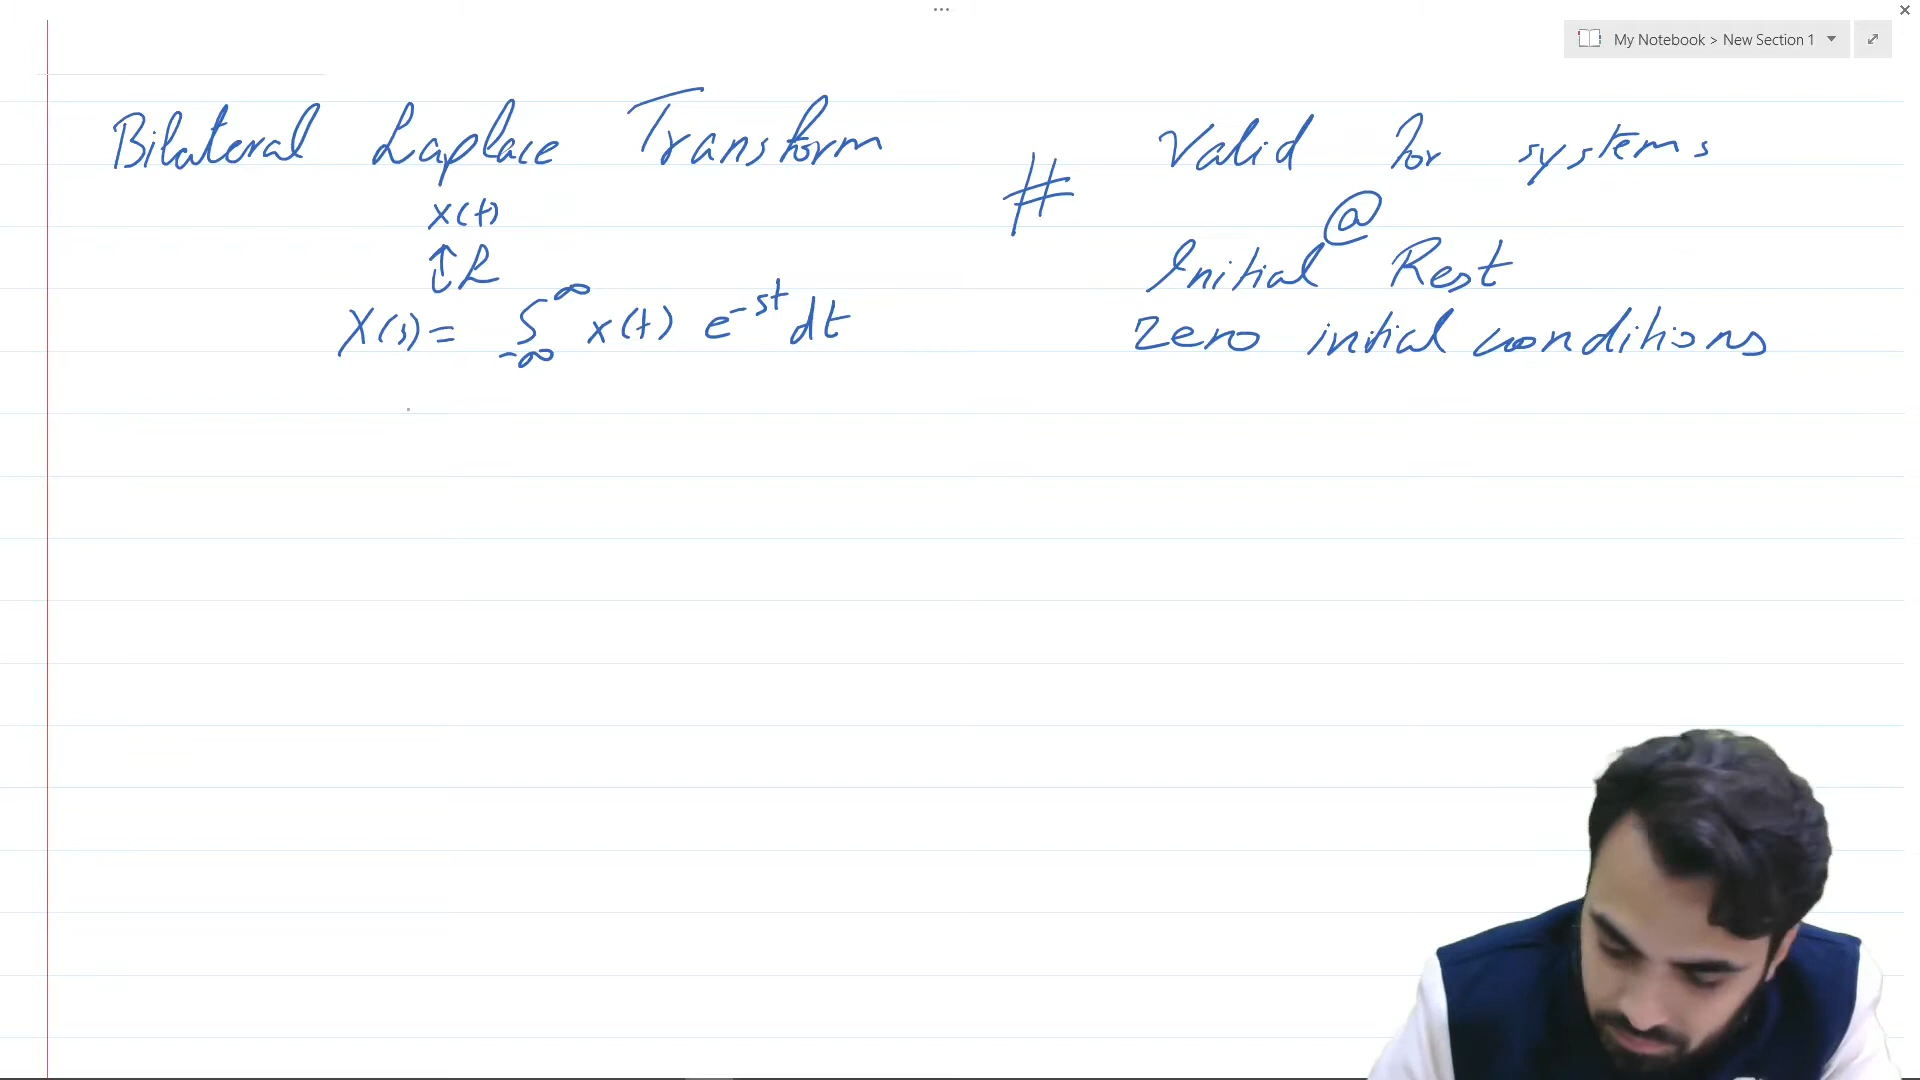 ...
My Notebook > New Section 1
Bilateral Laplace Transform
x(t)
↕ L
X(s) = ∫_{-∞}^{∞} x(t) e^{-st} dt
# Valid for systems
@
Initial Rest
Zero initial conditions